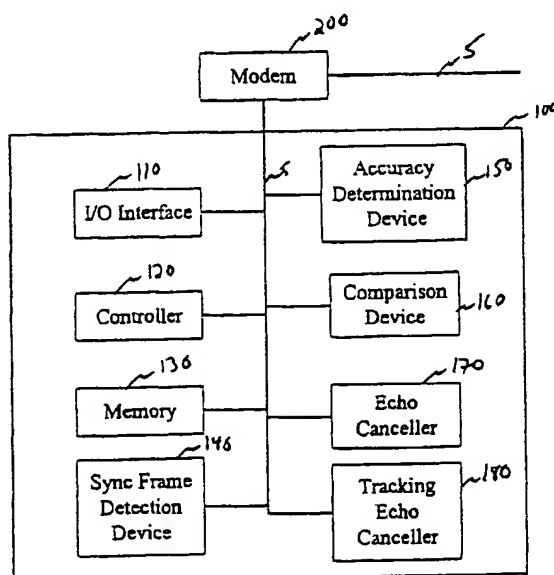 200
Modem
5
100
110
5
I/O Interface
Accuracy
Determination
Device
150
120
Controller
Comparison
Device
160
130
Memory
170
Echo
Canceller
140
Sync Frame
Detection
Device
Tracking
Echo
Canceller
180